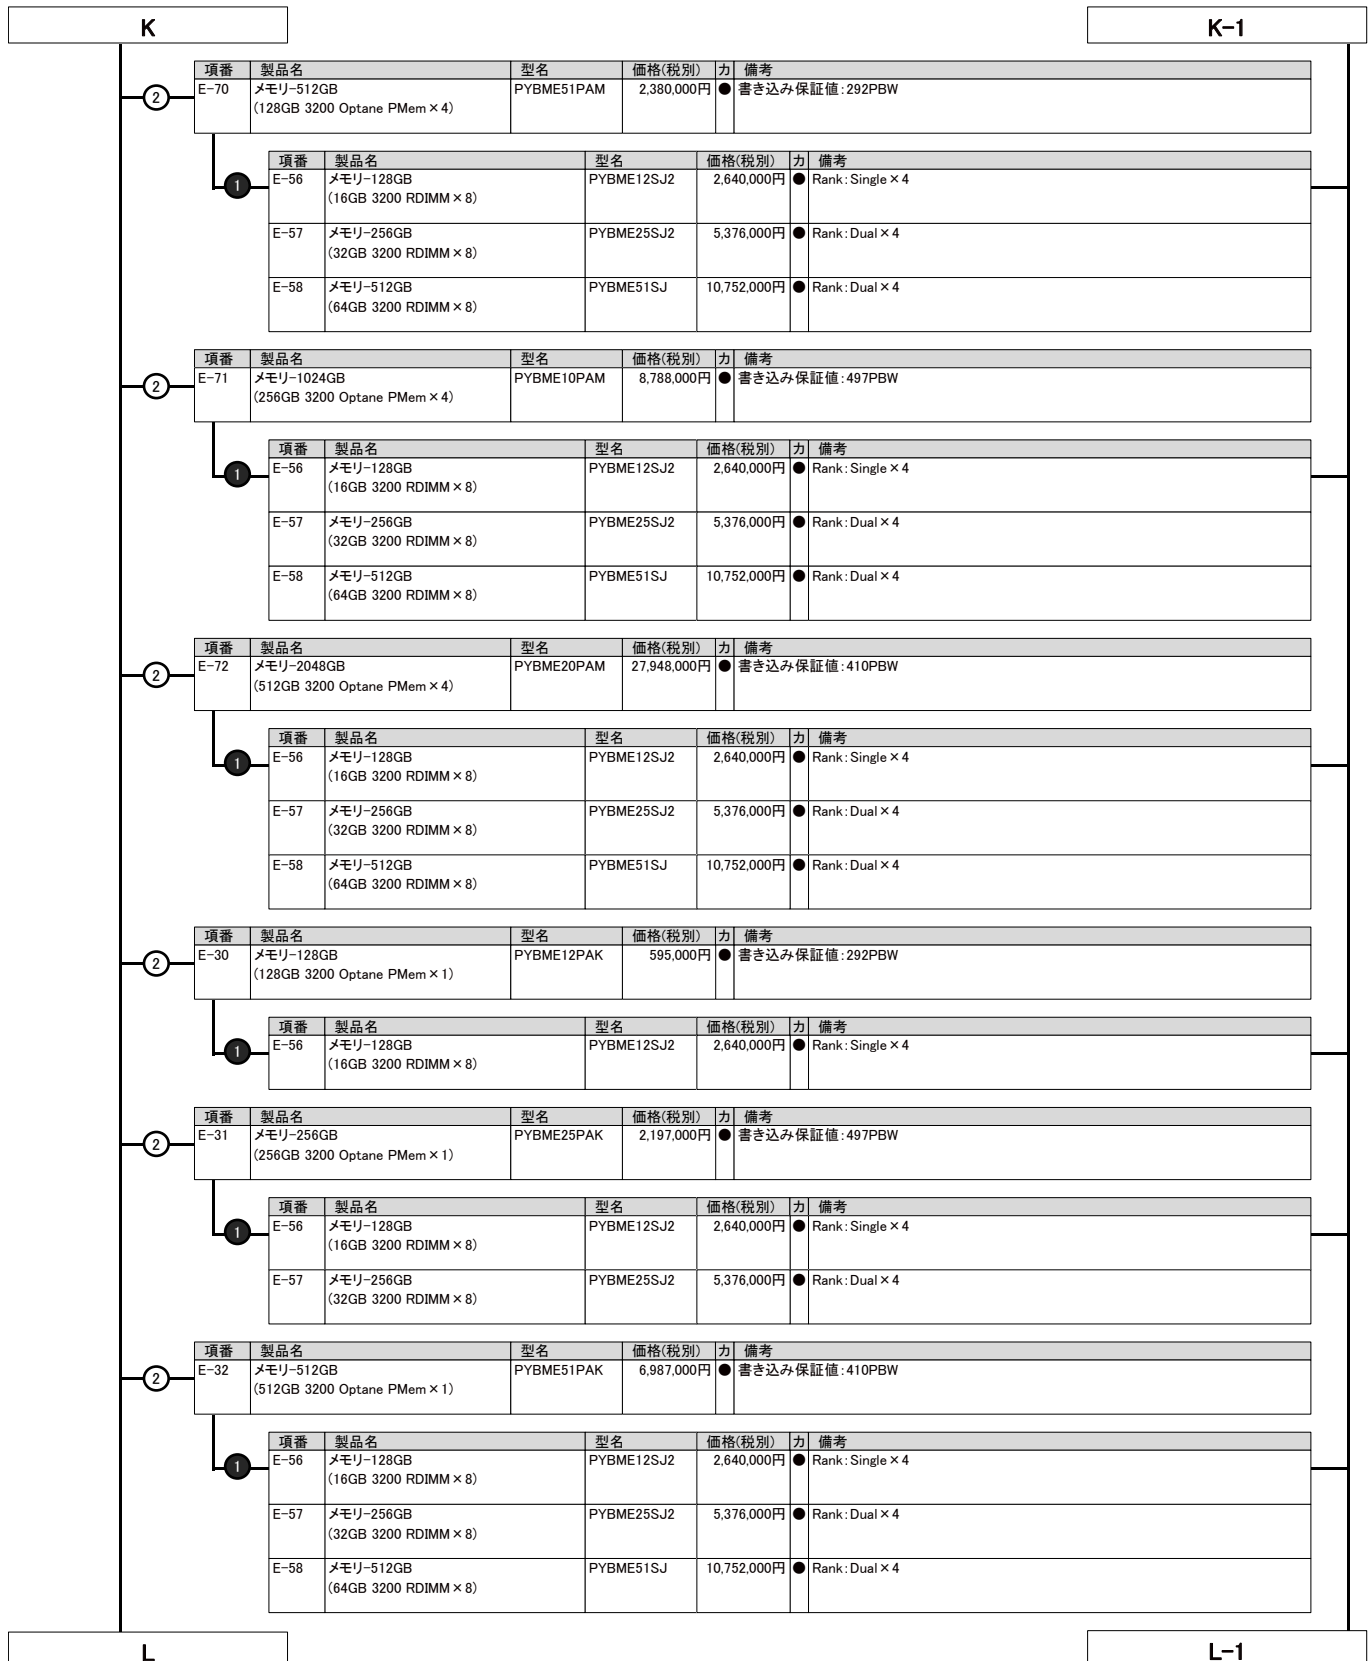 K
K-1
項番 製品名 型名 価格(税別) カ 備考
2 E-70 メモリ-512GB PYBME51PAM 2,380,000円 ● 書き込み保証値:292PBW
(128GB 3200 Optane PMem×4)
項番 製品名 型名 価格(税別) カ 備考
1 E-56 メモリ-128GB PYBME12SJ2 2,640,000円 ● Rank:Single×4
(16GB 3200 RDIMM×8)
E-57 メモリ-256GB PYBME25SJ2 5,376,000円 ● Rank:Dual×4
(32GB 3200 RDIMM×8)
E-58 メモリ-512GB PYBME51SJ 10,752,000円 ● Rank:Dual×4
(64GB 3200 RDIMM×8)
項番 製品名 型名 価格(税別) カ 備考
2 E-71 メモリ-1024GB PYBME10PAM 8,788,000円 ● 書き込み保証値:497PBW
(256GB 3200 Optane PMem×4)
項番 製品名 型名 価格(税別) カ 備考
1 E-56 メモリ-128GB PYBME12SJ2 2,640,000円 ● Rank:Single×4
(16GB 3200 RDIMM×8)
E-57 メモリ-256GB PYBME25SJ2 5,376,000円 ● Rank:Dual×4
(32GB 3200 RDIMM×8)
E-58 メモリ-512GB PYBME51SJ 10,752,000円 ● Rank:Dual×4
(64GB 3200 RDIMM×8)
項番 製品名 型名 価格(税別) カ 備考
2 E-72 メモリ-2048GB PYBME20PAM 27,948,000円 ● 書き込み保証値:410PBW
(512GB 3200 Optane PMem×4)
項番 製品名 型名 価格(税別) カ 備考
1 E-56 メモリ-128GB PYBME12SJ2 2,640,000円 ● Rank:Single×4
(16GB 3200 RDIMM×8)
E-57 メモリ-256GB PYBME25SJ2 5,376,000円 ● Rank:Dual×4
(32GB 3200 RDIMM×8)
E-58 メモリ-512GB PYBME51SJ 10,752,000円 ● Rank:Dual×4
(64GB 3200 RDIMM×8)
項番 製品名 型名 価格(税別) カ 備考
2 E-30 メモリ-128GB PYBME12PAK 595,000円 ● 書き込み保証値:292PBW
(128GB 3200 Optane PMem×1)
項番 製品名 型名 価格(税別) カ 備考
1 E-56 メモリ-128GB PYBME12SJ2 2,640,000円 ● Rank:Single×4
(16GB 3200 RDIMM×8)
項番 製品名 型名 価格(税別) カ 備考
2 E-31 メモリ-256GB PYBME25PAK 2,197,000円 ● 書き込み保証値:497PBW
(256GB 3200 Optane PMem×1)
項番 製品名 型名 価格(税別) カ 備考
1 E-56 メモリ-128GB PYBME12SJ2 2,640,000円 ● Rank:Single×4
(16GB 3200 RDIMM×8)
E-57 メモリ-256GB PYBME25SJ2 5,376,000円 ● Rank:Dual×4
(32GB 3200 RDIMM×8)
項番 製品名 型名 価格(税別) カ 備考
2 E-32 メモリ-512GB PYBME51PAK 6,987,000円 ● 書き込み保証値:410PBW
(512GB 3200 Optane PMem×1)
項番 製品名 型名 価格(税別) カ 備考
1 E-56 メモリ-128GB PYBME12SJ2 2,640,000円 ● Rank:Single×4
(16GB 3200 RDIMM×8)
E-57 メモリ-256GB PYBME25SJ2 5,376,000円 ● Rank:Dual×4
(32GB 3200 RDIMM×8)
E-58 メモリ-512GB PYBME51SJ 10,752,000円 ● Rank:Dual×4
(64GB 3200 RDIMM×8)
L
L-1